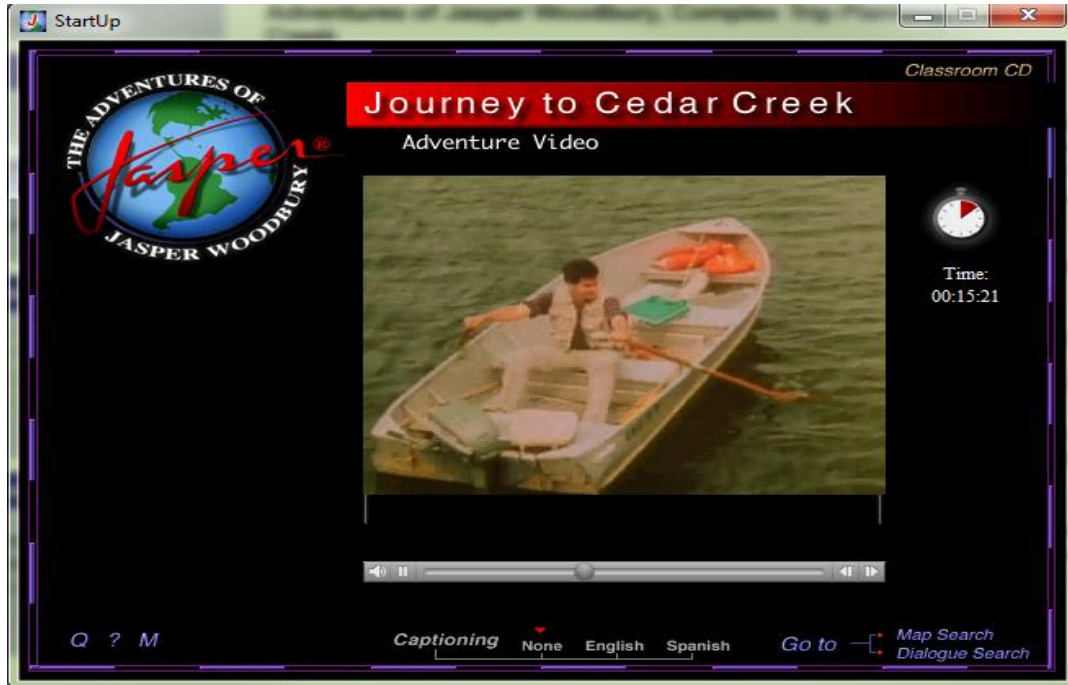 StartUp
Classroom CD
THE ADVENTURES OF
Jasper®
JASPER WOODBURY
Journey to Cedar Creek
Adventure Video
Time:
00:15:21
Q ? M
Captioning None English Spanish
Go to
Map Search
Dialogue Search